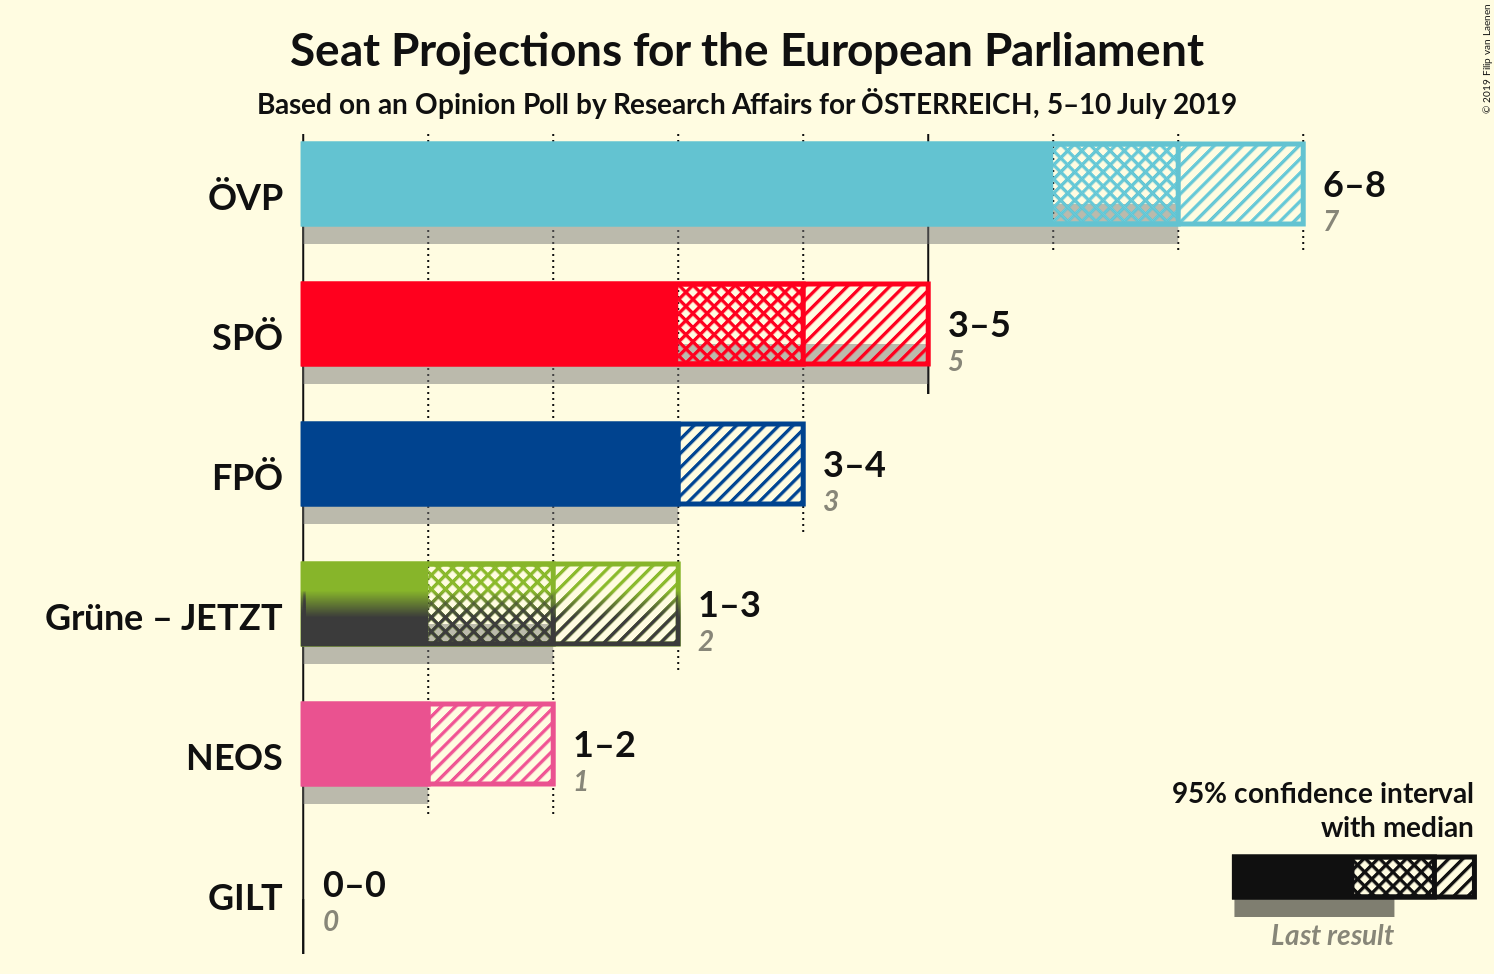 Seat Projections for the European Parliament
Based on an Opinion Poll by Research Affairs for ÖSTERREICH, 5–10 July 2019
© 2019 Filip van Laenen
ÖVP
6–8
7
SPÖ
3–5
5
FPÖ
3–4
3
Grüne – JETZT
1–3
2
NEOS
1–2
1
GILT
0–0
0
95% confidence interval
with median
Last result